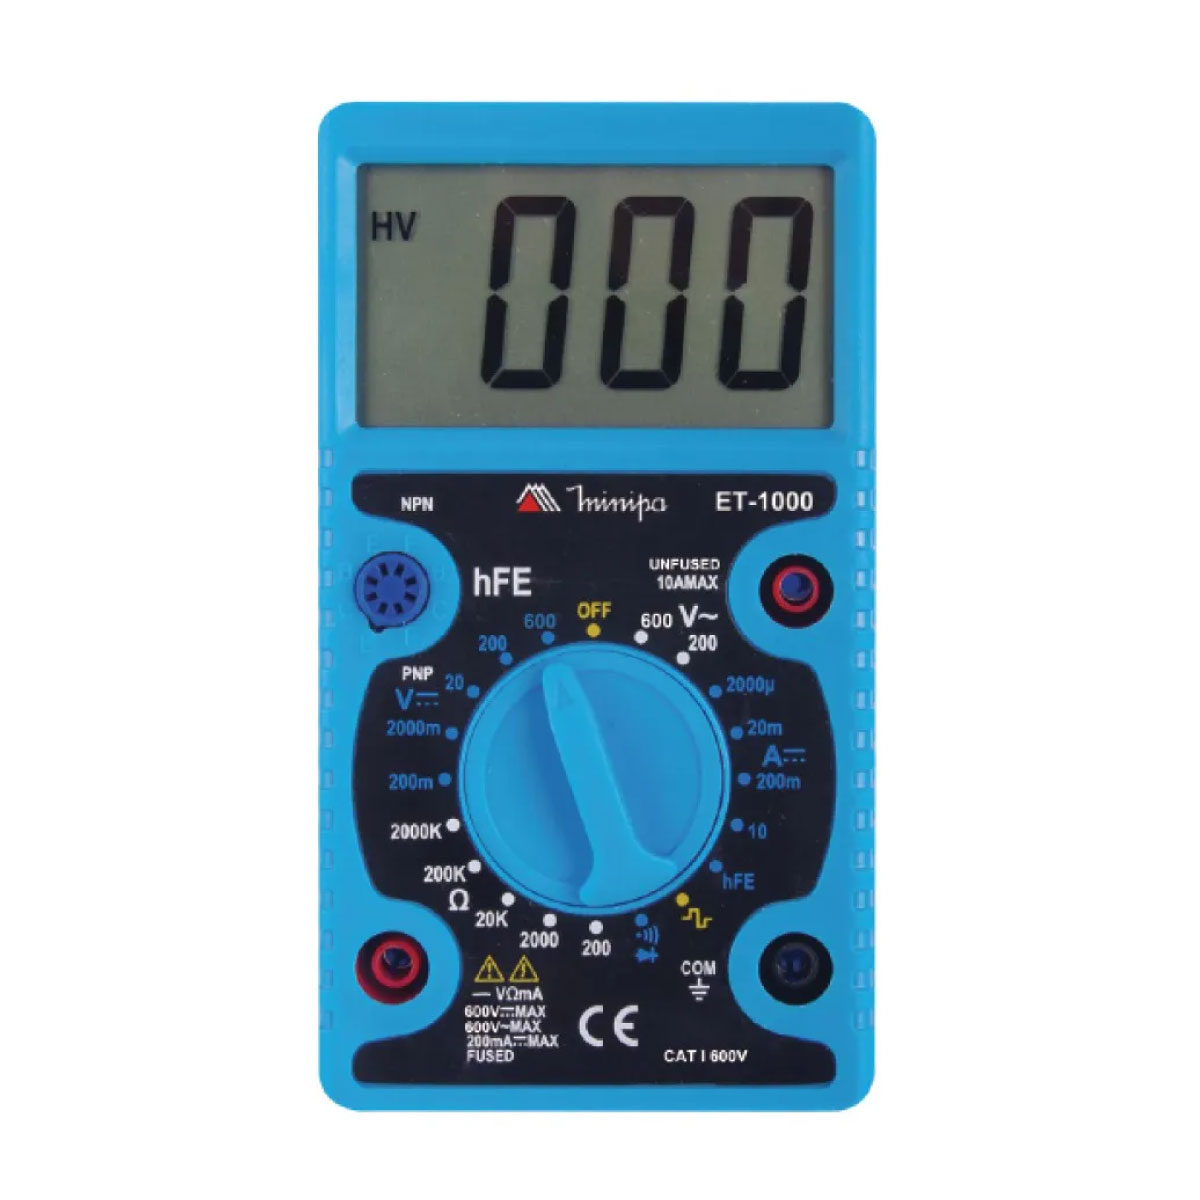 HV 000
NPN
minipa
ET-1000
hFE
UNFUSED
10AMAX
OFF
600 V~
200
600
200
20
PNP
V⎓
2000m
200m
2000K
200K
Ω
20K
2000
200
2000µ
20m
A⎓
200m
10
hFE
COM
VΩmA
600V⎓MAX
600V~MAX
200mA⎓MAX
FUSED
CE
CAT I 600V